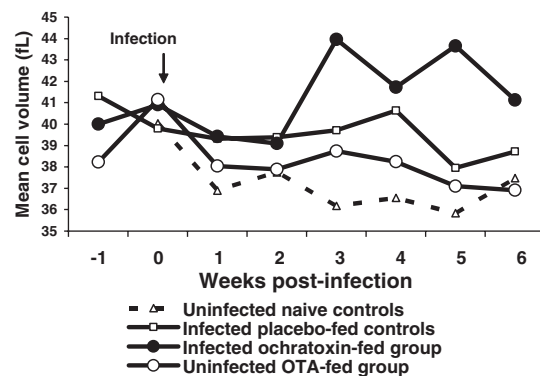 45
44
43
42
41
40
39
38
37
36
35
Mean cell volume (fL)
Infection
-1 0 1 2 3 4 5 6
Weeks post-infection
Uninfected naive controls
Infected placebo-fed controls
Infected ochratoxin-fed group
Uninfected OTA-fed group